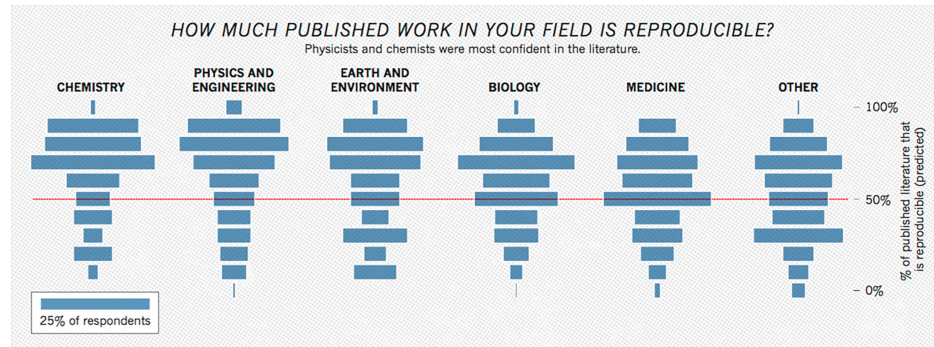 HOW MUCH PUBLISHED WORK IN YOUR FIELD IS REPRODUCIBLE?
Physicists and chemists were most confident in the literature.
CHEMISTRY
PHYSICS AND
ENGINEERING
EARTH AND
ENVIRONMENT
BIOLOGY
MEDICINE
OTHER
100%
50%
0%
% of published literature that
is reproducible (predicted)
25% of respondents